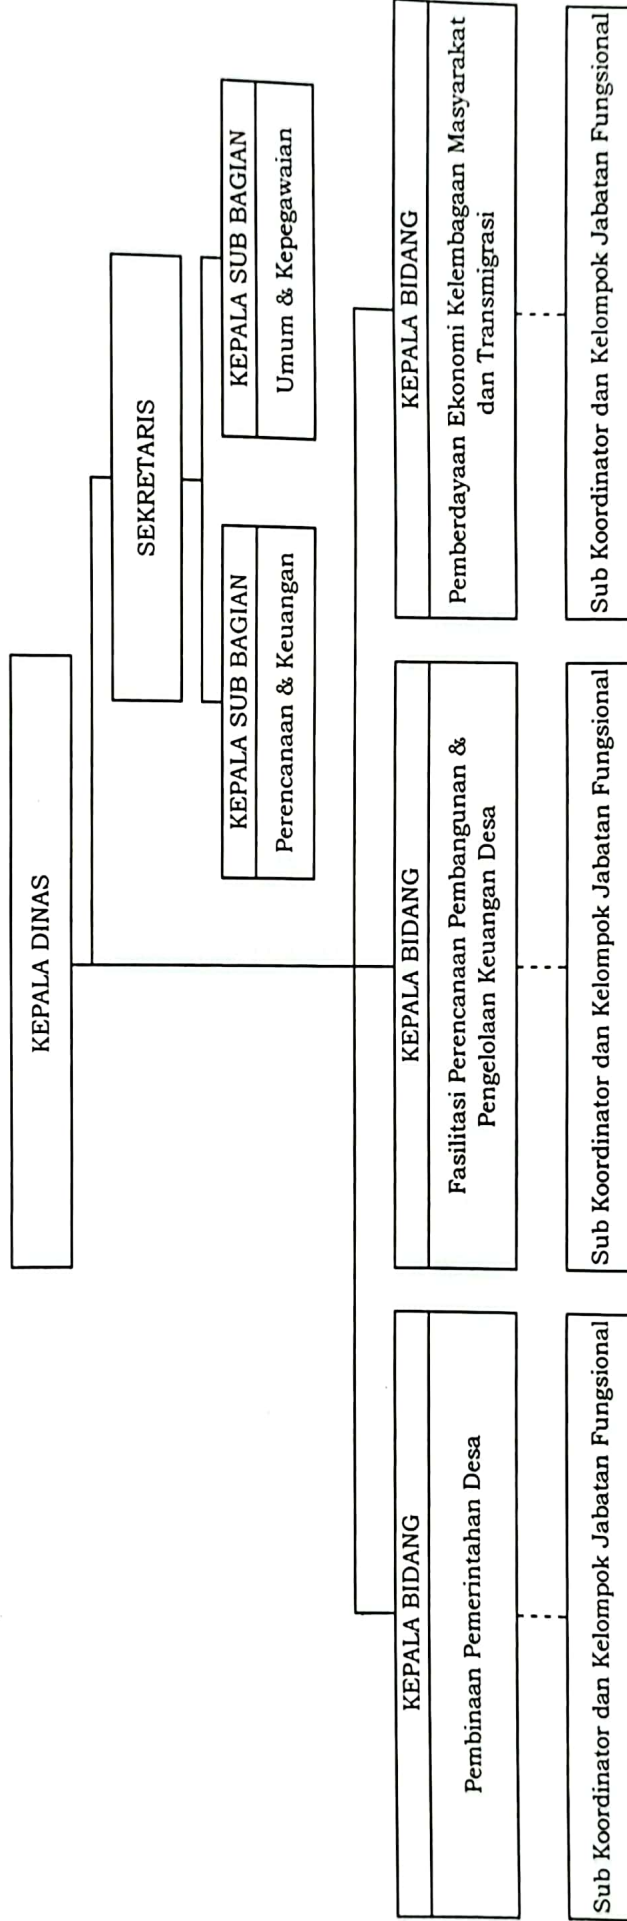 KEPALA DINAS
SEKRETARIS
KEPALA SUB BAGIAN
Perencanaan & Keuangan
KEPALA SUB BAGIAN
Umum & Kepegawaian
KEPALA BIDANG
Pembinaan Pemerintahan Desa
KEPALA BIDANG
Fasilitasi Perencanaan Pembangunan &
Pengelolaan Keuangan Desa
KEPALA BIDANG
Pemberdayaan Ekonomi Kelembagaan Masyarakat
dan Transmigrasi
Sub Koordinator dan Kelompok Jabatan Fungsional
Sub Koordinator dan Kelompok Jabatan Fungsional
Sub Koordinator dan Kelompok Jabatan Fungsional